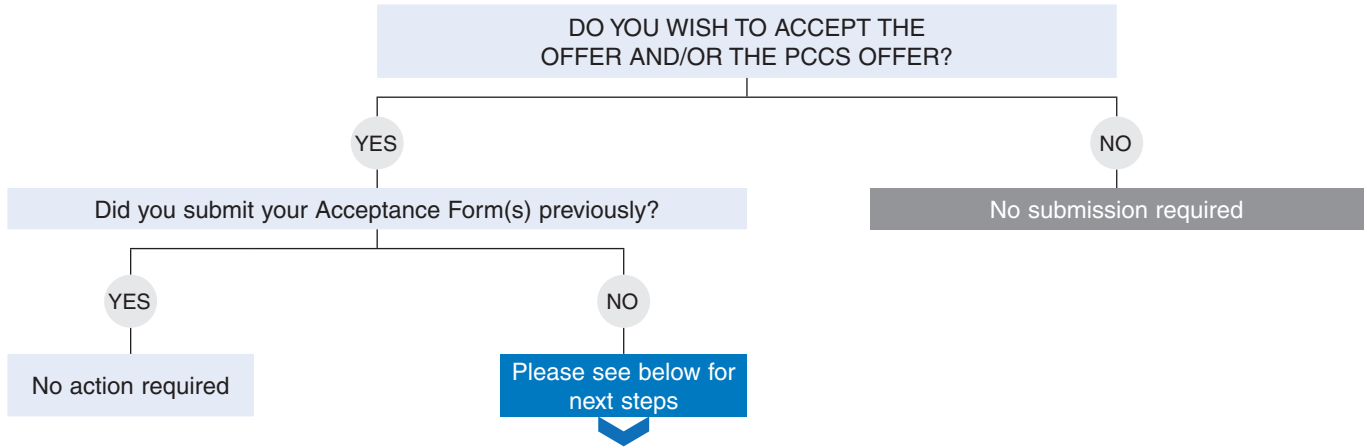 DO YOU WISH TO ACCEPT THE
OFFER AND/OR THE PCCS OFFER?
YES
NO
Did you submit your Acceptance Form(s) previously?
No submission required
YES
NO
No action required
Please see below for
next steps